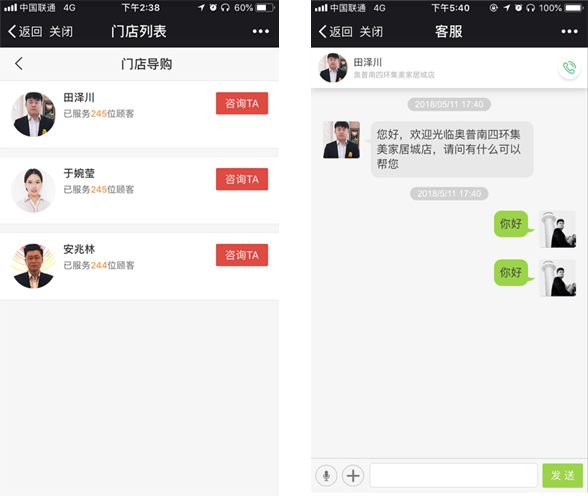 中国联通 4G 下午2:38 60%
返回 关闭 门店列表
门店导购
田泽川
已服务245位顾客
咨询TA
于婉莹
已服务245位顾客
咨询TA
安兆林
已服务244位顾客
咨询TA
中国联通 4G 下午5:40 100%
返回 关闭 客服
田泽川
奥普南四环集美家居城店
2018/05/11 17:40
您好，欢迎光临奥普南四环集
美家居城店，请问有什么可以
帮您
2018/5/11 17:40
你好
你好
发送